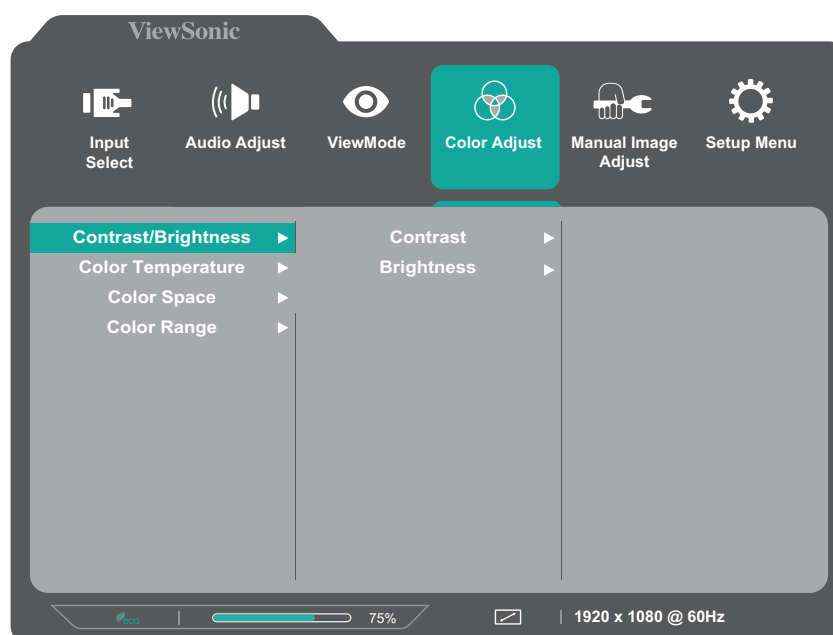 ViewSonic
Input
Select
Audio Adjust
ViewMode
Color Adjust
Manual Image
Adjust
Setup Menu
Contrast/Brightness
Color Temperature
Color Space
Color Range
Contrast
Brightness
eco
75%
1920 x 1080 @ 60Hz